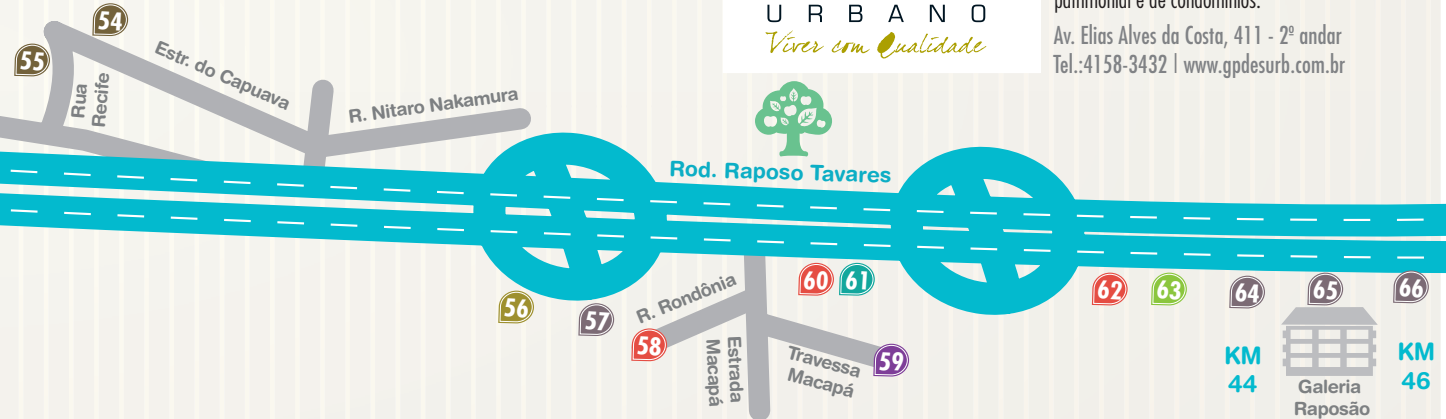 URBANO
Viver com Qualidade
patrimonial e de condomínios.
Av. Elias Alves da Costa, 411 - 2º andar
Tel.:4158-3432 | www.gpdesurb.com.br
54
55
Rua
Recife
Estr. do Capuava
R. Nitaro Nakamura
Rod. Raposo Tavares
56
57
R. Rondônia
58
Estrada
Macapá
Travessa
Macapá
59
60
61
62
63
64
65
66
KM
44
Galeria
Raposão
KM
46